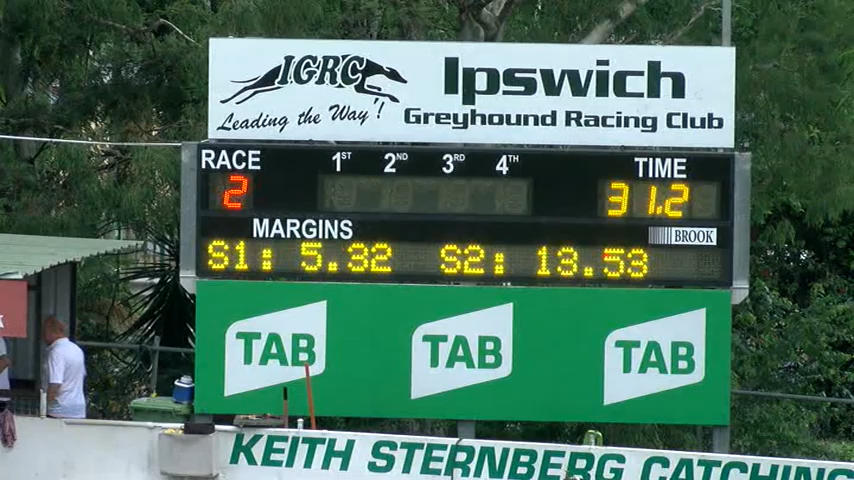 IGRC
Leading the Way'!
Ipswich
Greyhound Racing Club
RACE 1ST 2ND 3RD 4TH TIME
2 31.2
MARGINS BROOK
S1: 5.32 S2: 13.53
TAB TAB TAB
KEITH STERNBERG CATCHING